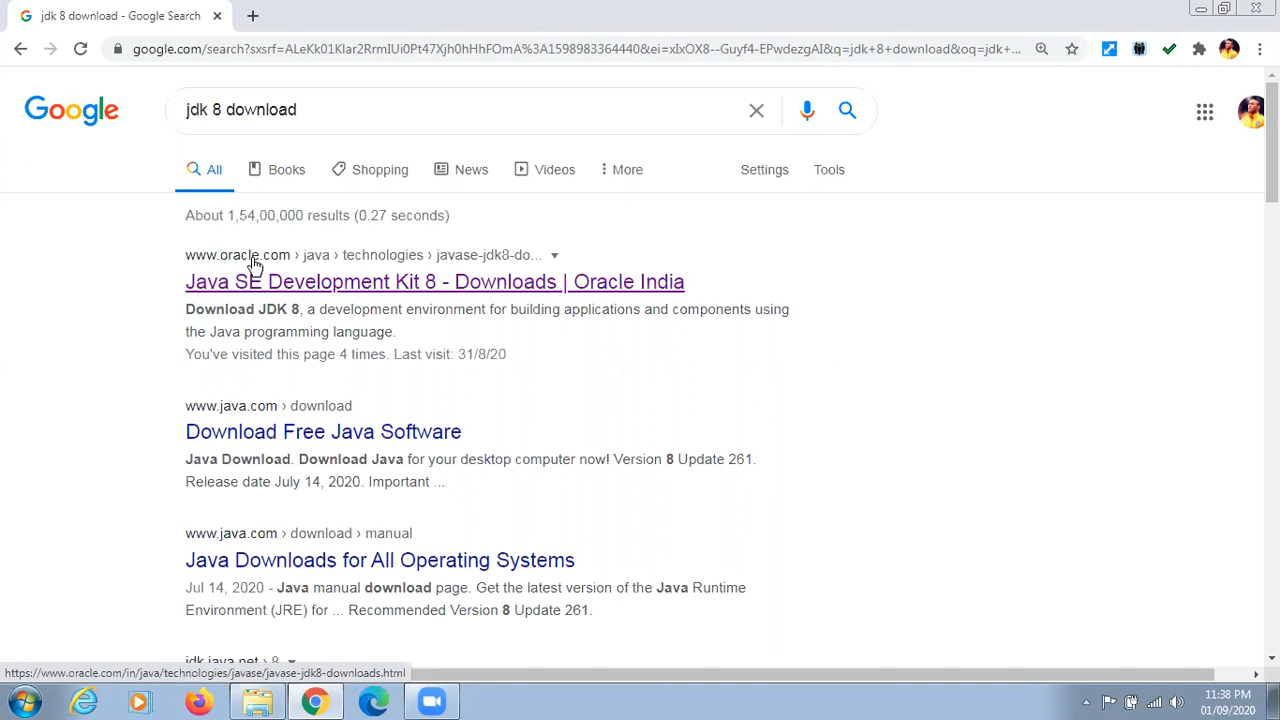 jdk 8 download - Google Search
google.com/search?sxsrf=ALeKk01Klar2RrmIUi0Pt47Xjh0hHhFOmA%3A1598983364440&ei=xIxOX8--Guyf4-EPwdezgAI&q=jdk+8+download&oq=jdk+...
Google
jdk 8 download
All
Books
Shopping
News
Videos
More
Settings
Tools
About 1,54,00,000 results (0.27 seconds)
www.oracle.com › java › technologies › javase-jdk8-do...
Java SE Development Kit 8 - Downloads | Oracle India
Download JDK 8, a development environment for building applications and components using
the Java programming language.
You've visited this page 4 times. Last visit: 31/8/20
www.java.com › download
Download Free Java Software
Java Download. Download Java for your desktop computer now! Version 8 Update 261.
Release date July 14, 2020. Important ...
www.java.com › download › manual
Java Downloads for All Operating Systems
Jul 14, 2020 - Java manual download page. Get the latest version of the Java Runtime
Environment (JRE) for ... Recommended Version 8 Update 261.
jdk.java.net › 8
https://www.oracle.com/in/java/technologies/javase/javase-jdk8-downloads.html
11:38 PM
01/09/2020